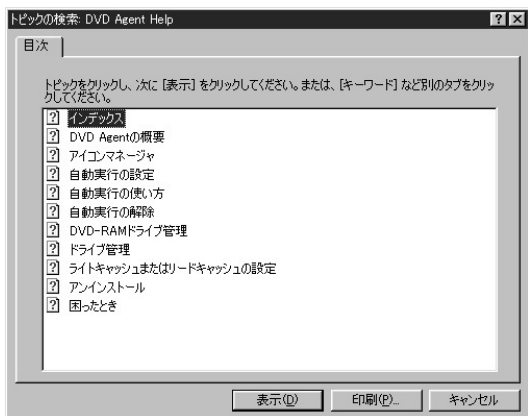 トピックの検索: DVD Agent Help
目次
トピックをクリックし、次に [表示] をクリックしてください。または、[キーワード] など別のタブをクリッ
クしてください。
インデックス
DVD Agentの概要
アイコンマネージャ
自動実行の設定
自動実行の使い方
自動実行の解除
DVD-RAMドライブ管理
ドライブ管理
ライトキャッシュまたはリードキャッシュの設定
アンインストール
困ったとき
表示(D) 印刷(P)... キャンセル